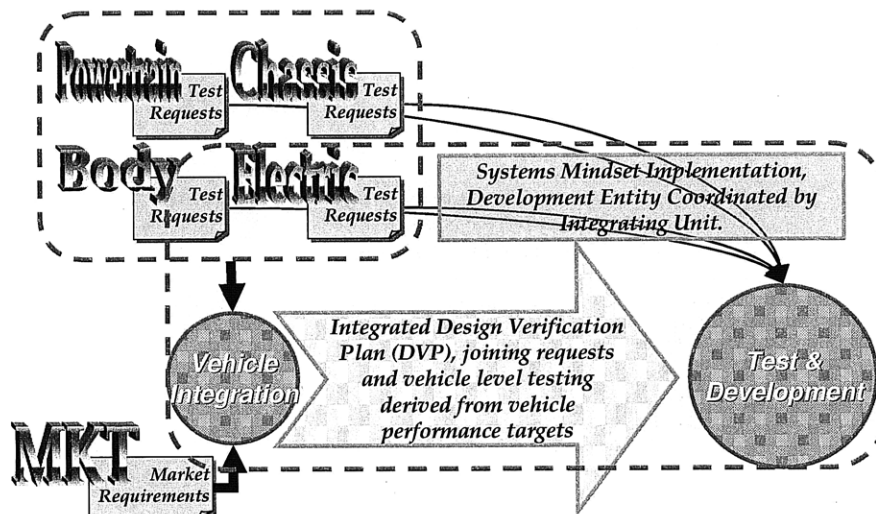 Powertrain
Test
Requests
Chassis
Test
Requests
Body
Test
Requests
Electric
Test
Requests
Systems Mindset Implementation,
Development Entity Coordinated by
Integrating Unit.
Vehicle
Integration
Integrated Design Verification
Plan (DVP), joining requests
and vehicle level testing
derived from vehicle
performance targets
Test &
Development
MKT
Market
Requirements